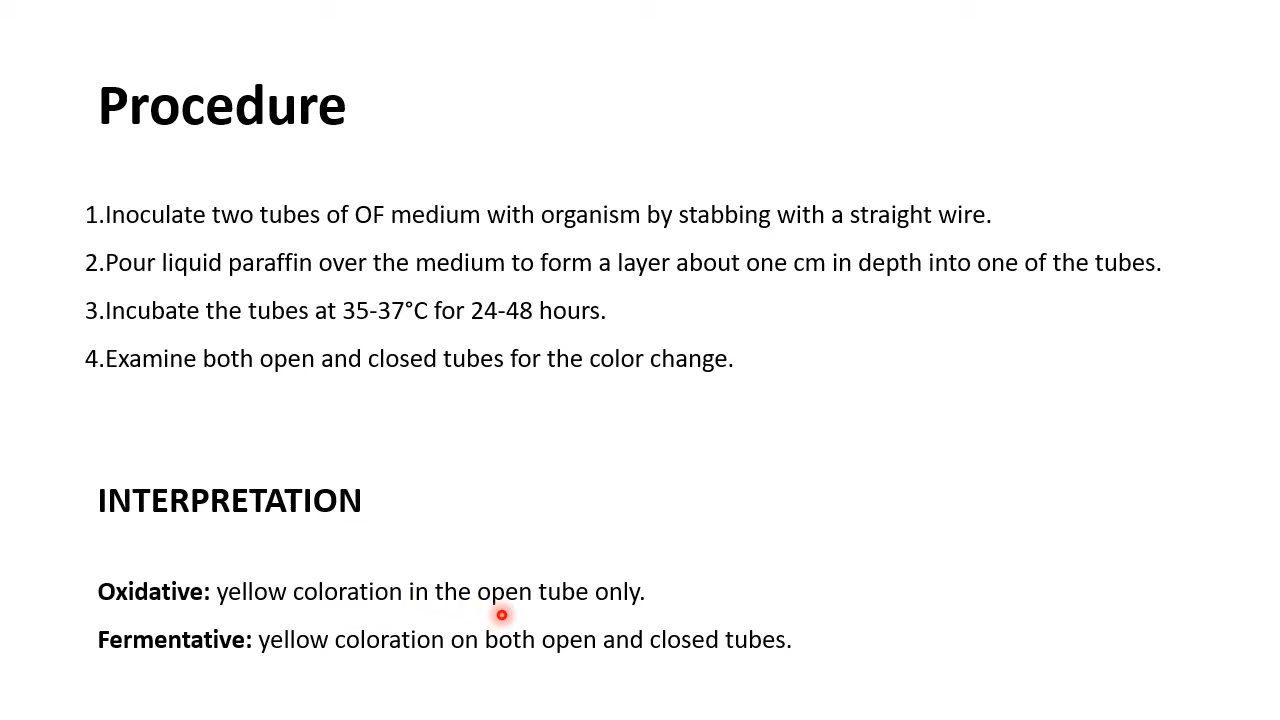 Procedure
1.Inoculate two tubes of OF medium with organism by stabbing with a straight wire.
2.Pour liquid paraffin over the medium to form a layer about one cm in depth into one of the tubes.
3.Incubate the tubes at 35-37°C for 24-48 hours.
4.Examine both open and closed tubes for the color change.
INTERPRETATION
Oxidative: yellow coloration in the open tube only.
Fermentative: yellow coloration on both open and closed tubes.